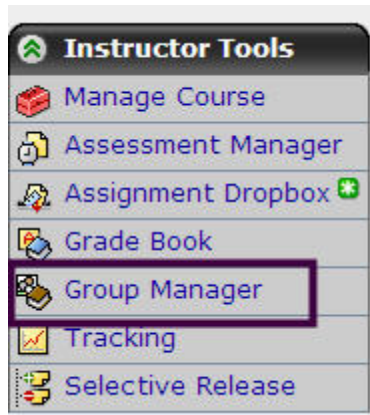 Instructor Tools
Manage Course
Assessment Manager
Assignment Dropbox
Grade Book
Group Manager
Tracking
Selective Release